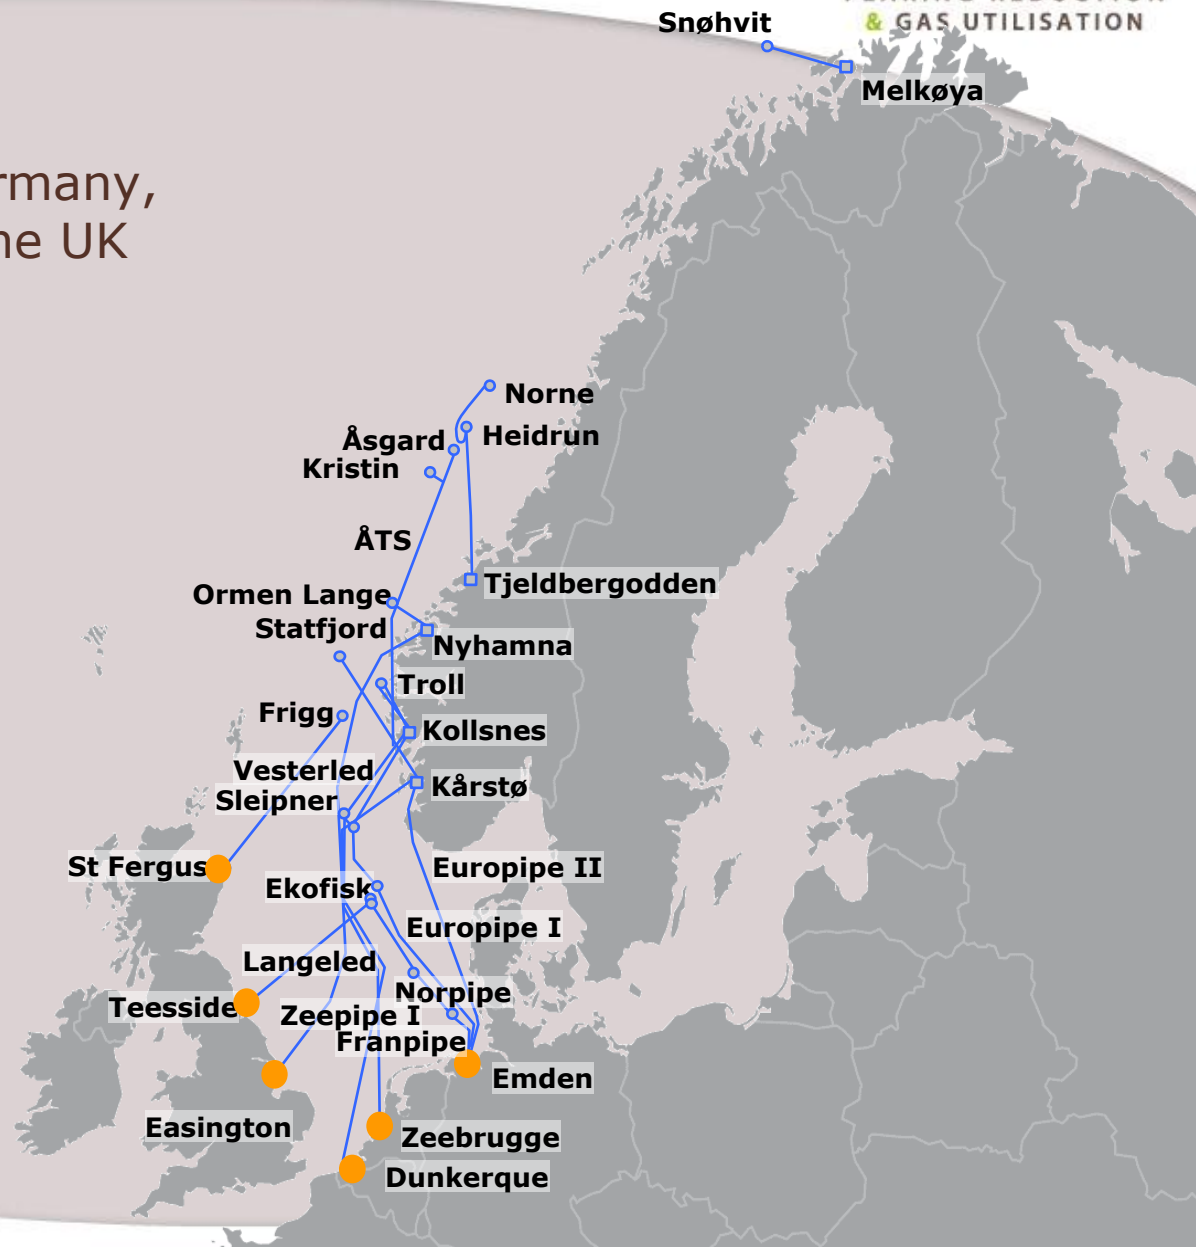 & GAS UTILISATION
Snøhvit
Melkøya
ermany,
he UK
Norne
Heidrun
Åsgard
Kristin
ÅTS
Tjeldbergodden
Ormen Lange
Statfjord
Nyhamna
Troll
Frigg
Kollsnes
Vesterled
Kårstø
Sleipner
St Fergus
Europipe II
Ekofisk
Europipe I
Langeled
Norpipe
Teesside
Zeepipe I
Franpipe
Emden
Easington
Zeebrugge
Dunkerque